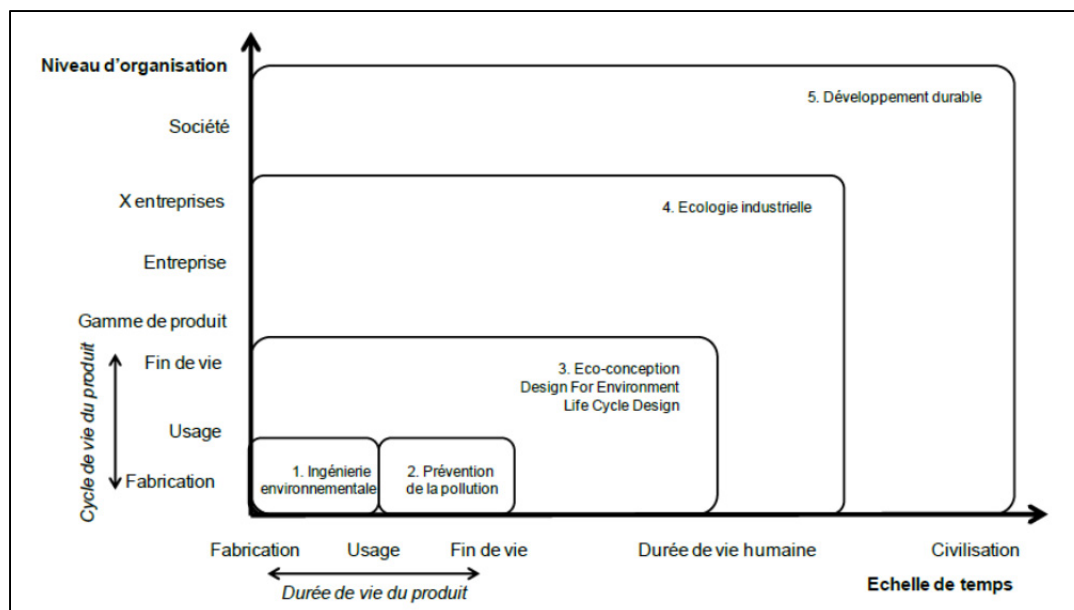 Niveau d'organisation
5. Développement durable
Société
X entreprises
4. Ecologie industrielle
Entreprise
Gamme de produit
Fin de vie
3. Eco-conception
Design For Environment
Life Cycle Design
Usage
1. Ingénierie
environnementale
2. Prévention
de la pollution
Fabrication
Cycle de vie du produit
Fabrication
Usage
Fin de vie
Durée de vie humaine
Civilisation
Durée de vie du produit
Echelle de temps